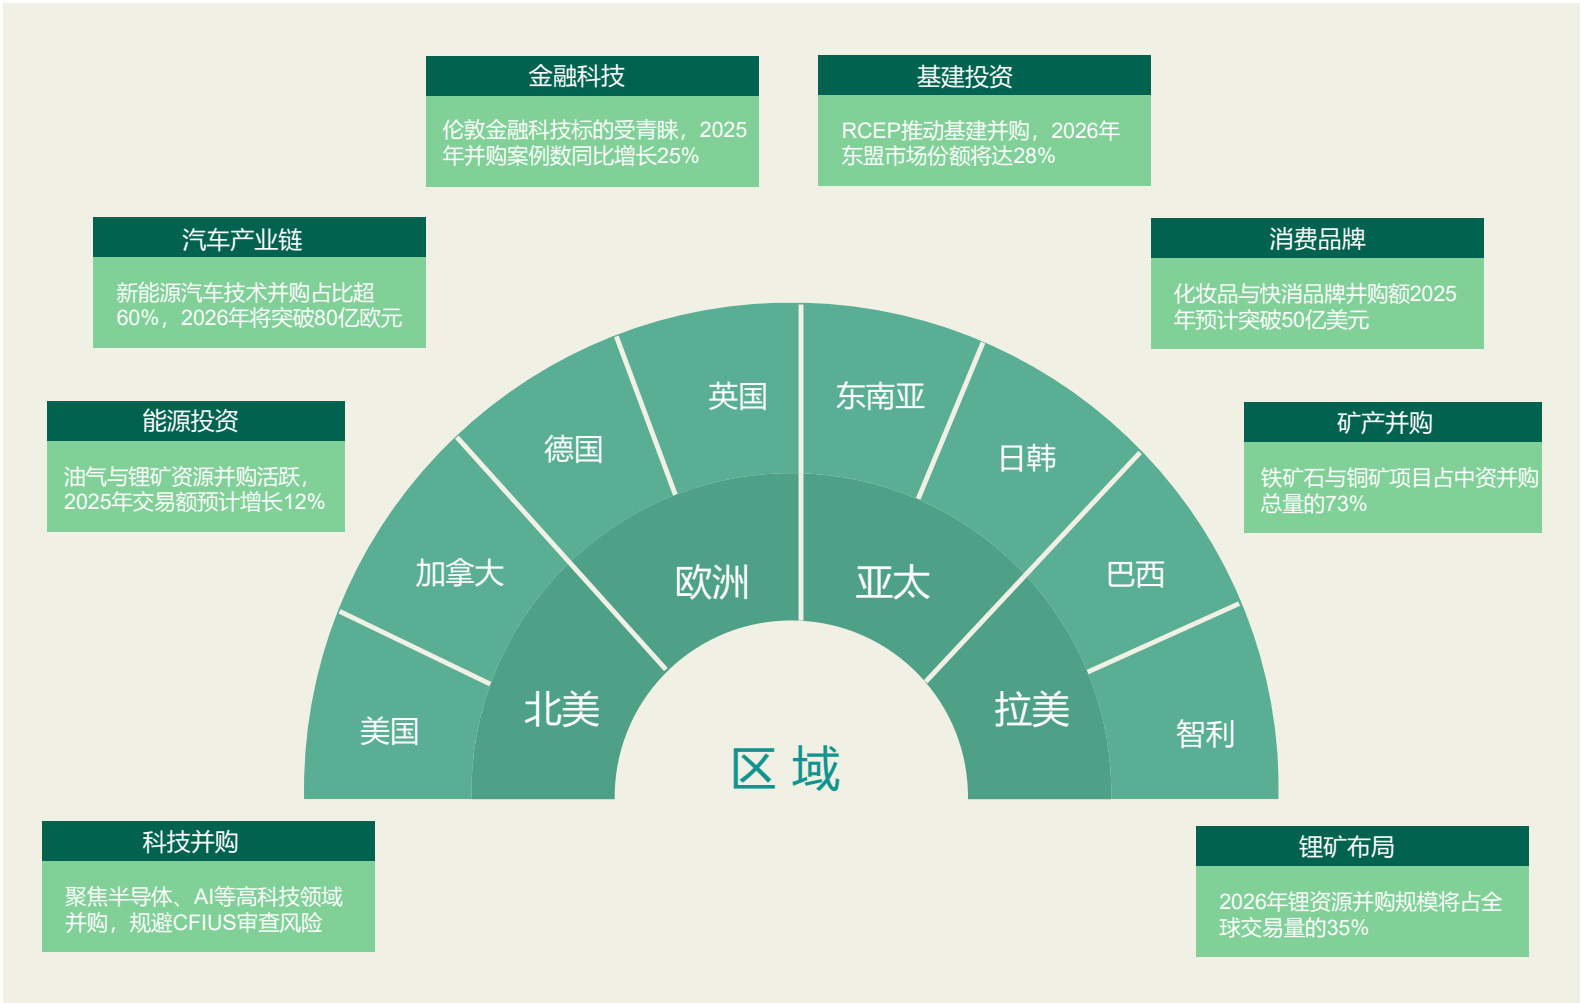 金融科技
伦敦金融科技标的受青睐，2025
年并购案例数同比增长25%
基建投资
RCEP推动基建并购，2026年
东盟市场份额将达28%
汽车产业链
新能源汽车技术并购占比超
60%，2026年将突破80亿欧元
消费品牌
化妆品与快消品牌并购额2025
年预计突破50亿美元
能源投资
油气与锂矿资源并购活跃，
2025年交易额预计增长12%
矿产并购
铁矿石与铜矿项目占中资并购
总量的73%
英国
东南亚
德国
日韩
加拿大
欧洲
亚太
巴西
美国
北美
拉美
智利
区域
科技并购
聚焦半导体、AI等高科技领域
并购，规避CFIUS审查风险
锂矿布局
2026年锂资源并购规模将占全
球交易量的35%